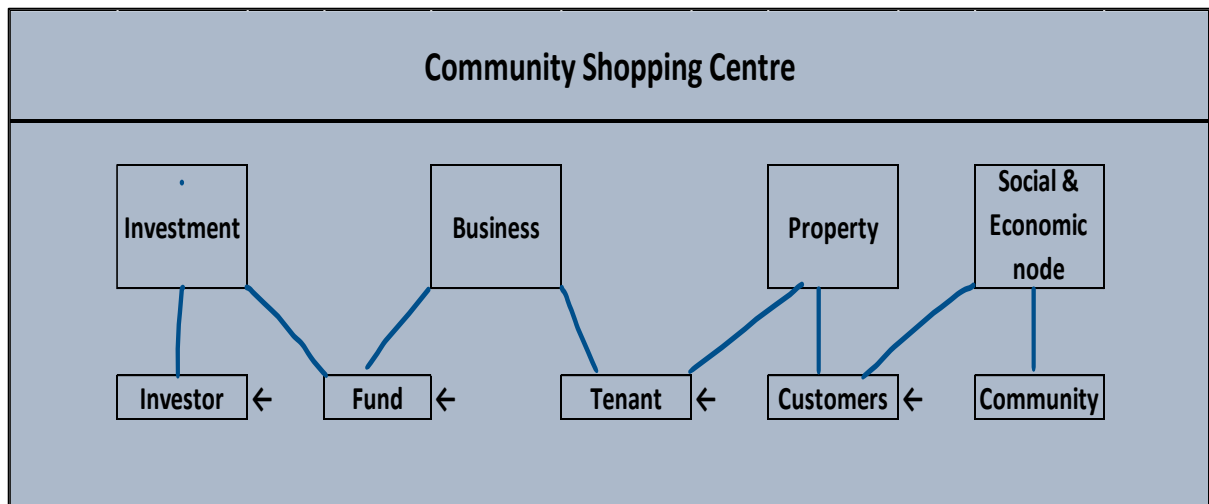 Community Shopping Centre
Investment
Business
Property
Social &
Economic
node
Investor ←
Fund ←
Tenant ←
Customers ←
Community